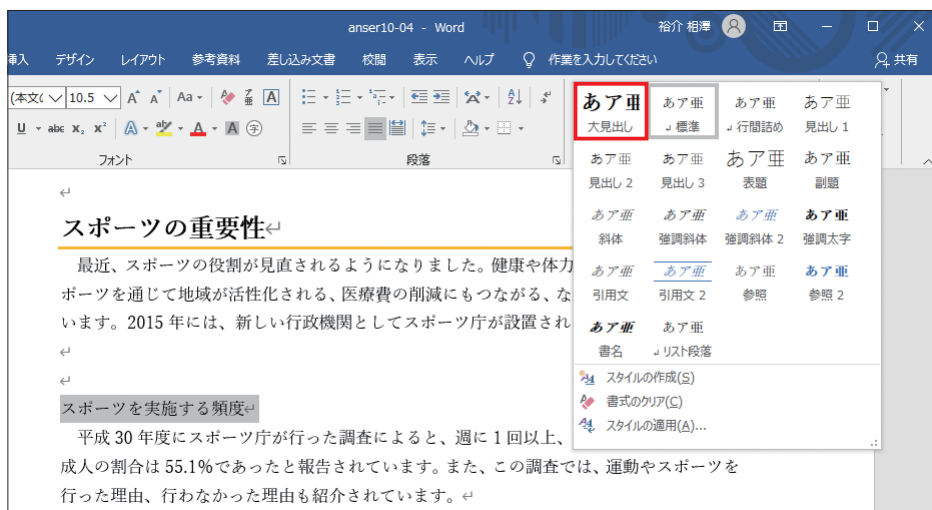 anser10-04 - Word 裕介 相澤
挿入 デザイン レイアウト 参考資料 差し込み文書 校閲 表示 ヘルプ 作業を入力してください 共有
(本文( 10.5 A A Aa A
U abc X₂ X² A aby A A 字
フォント 段落
あア亜 あア亜 あア亜 あア亜
大見出し ↲標準 ↲行間詰め 見出し 1
あア亜 あア亜 あア亜 あア亜
見出し 2 見出し 3 表題 副題
あア亜 あア亜 あア亜 あア亜
斜体 強調斜体 強調斜体 2 強調太字
あア亜 あア亜 あア亜 あア亜
引用文 引用文 2 参照 参照 2
あア亜 あア亜
書名 ↲リスト段落
スタイルの作成(S)
書式のクリア(C)
スタイルの適用(A)...
スポーツの重要性
最近、スポーツの役割が見直されるようになりました。健康や体力
ポーツを通じて地域が活性化される、医療費の削減にもつながる、な
います。2015 年には、新しい行政機関としてスポーツ庁が設置され
スポーツを実施する頻度
平成 30 年度にスポーツ庁が行った調査によると、週に 1 回以上、
成人の割合は 55.1%であったと報告されています。また、この調査では、運動やスポーツを
行った理由、行わなかった理由も紹介されています。